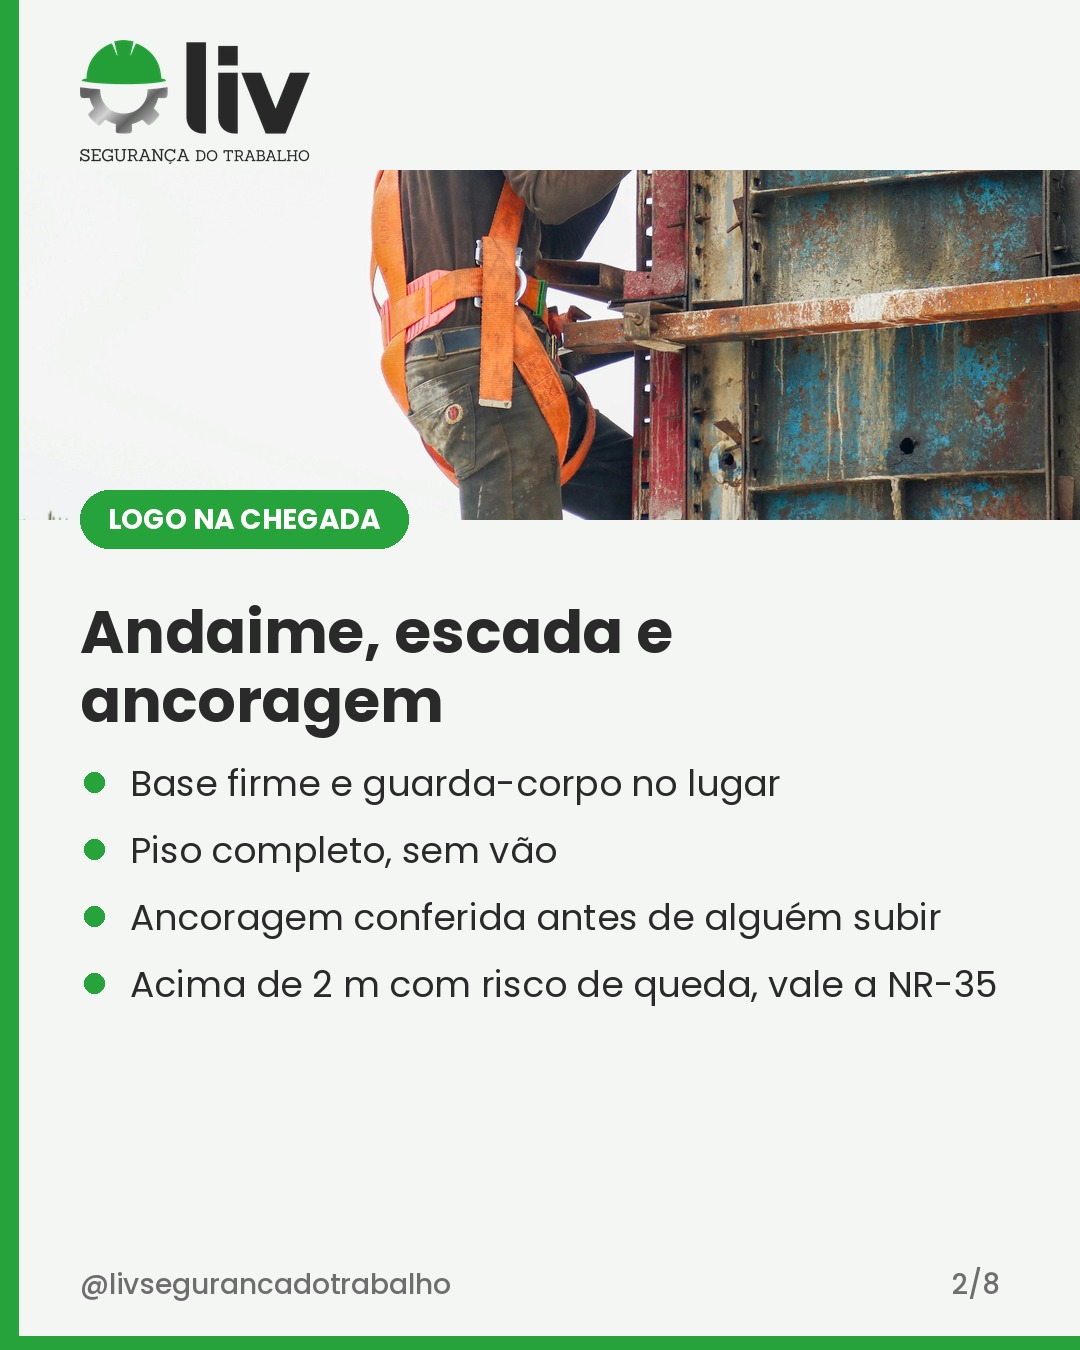 liv
SEGURANÇA DO TRABALHO
LOGO NA CHEGADA
Andaime, escada e
ancoragem
Base firme e guarda-corpo no lugar
Piso completo, sem vão
Ancoragem conferida antes de alguém subir
Acima de 2 m com risco de queda, vale a NR-35
@livsegurancadotrabalho
2/8